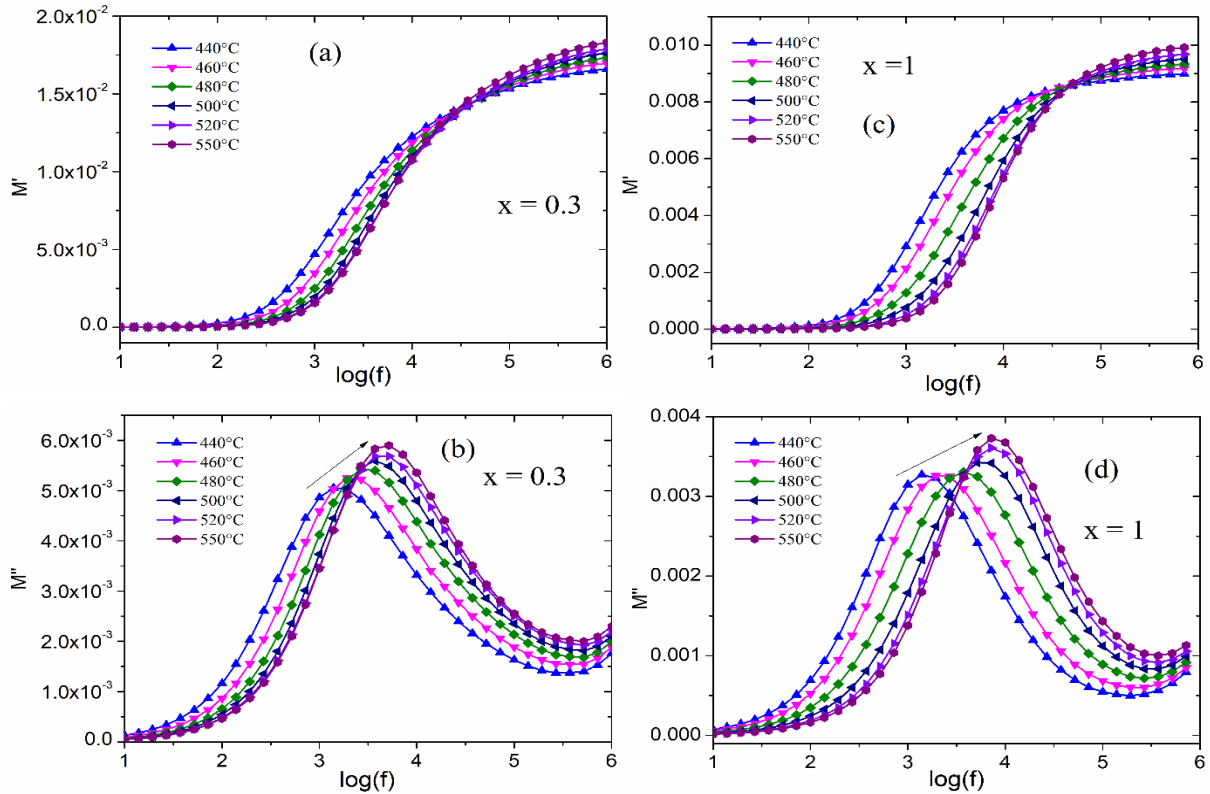 2.0x10⁻²
1.5x10⁻²
1.0x10⁻²
5.0x10⁻³
0.0
M'
440°C
460°C
480°C
500°C
520°C
550°C
(a)
x = 0.3
1 2 3 4 5 6
log(f)
0.010
0.008
0.006
0.004
0.002
0.000
M'
440°C
460°C
480°C
500°C
520°C
550°C
x =1
(c)
1 2 3 4 5 6
log(f)
6.0x10⁻³
5.0x10⁻³
4.0x10⁻³
3.0x10⁻³
2.0x10⁻³
1.0x10⁻³
0.0
M"
440°C
460°C
480°C
500°C
520°C
550°C
(b)
x = 0.3
1 2 3 4 5 6
log(f)
0.004
0.003
0.002
0.001
0.000
M"
440°C
460°C
480°C
500°C
520°C
550°C
(d)
x = 1
1 2 3 4 5 6
log(f)